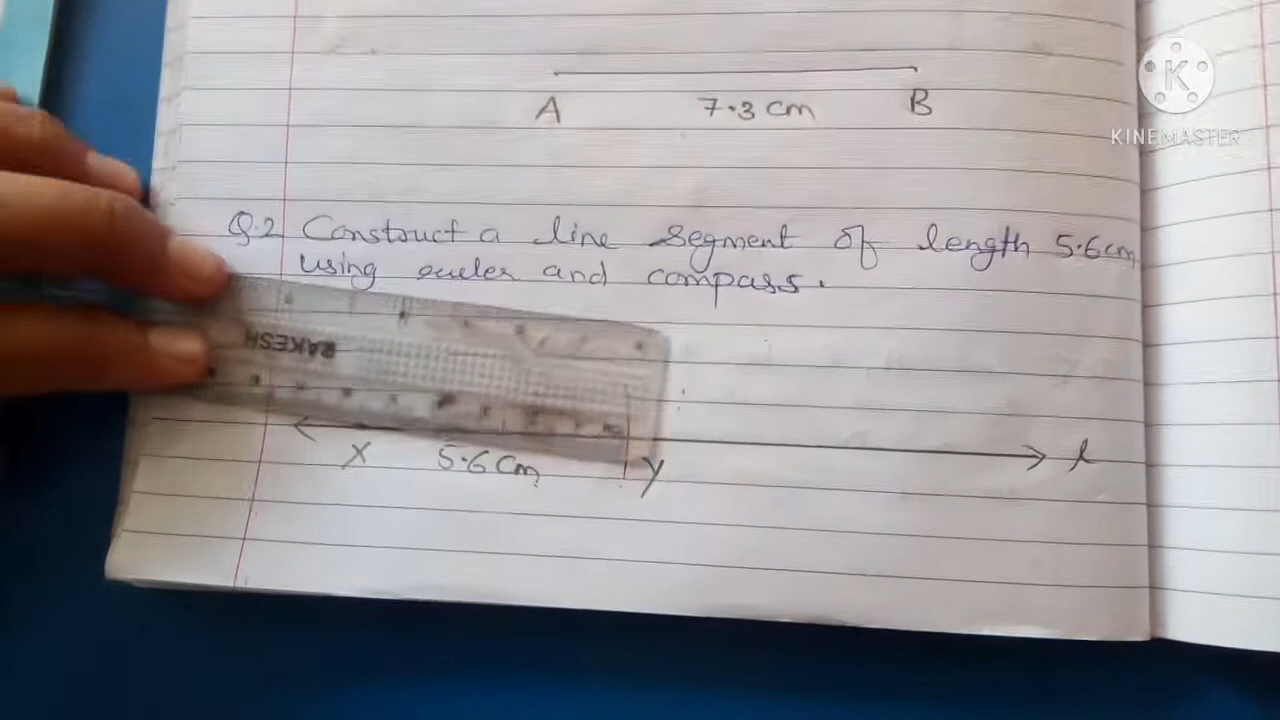 K
KINEMASTER
A 7.3 cm B
Q.2 Construct a line segment of length 5.6cm
using ruler and compass.
RAKESH
l
X 5.6 Cm y